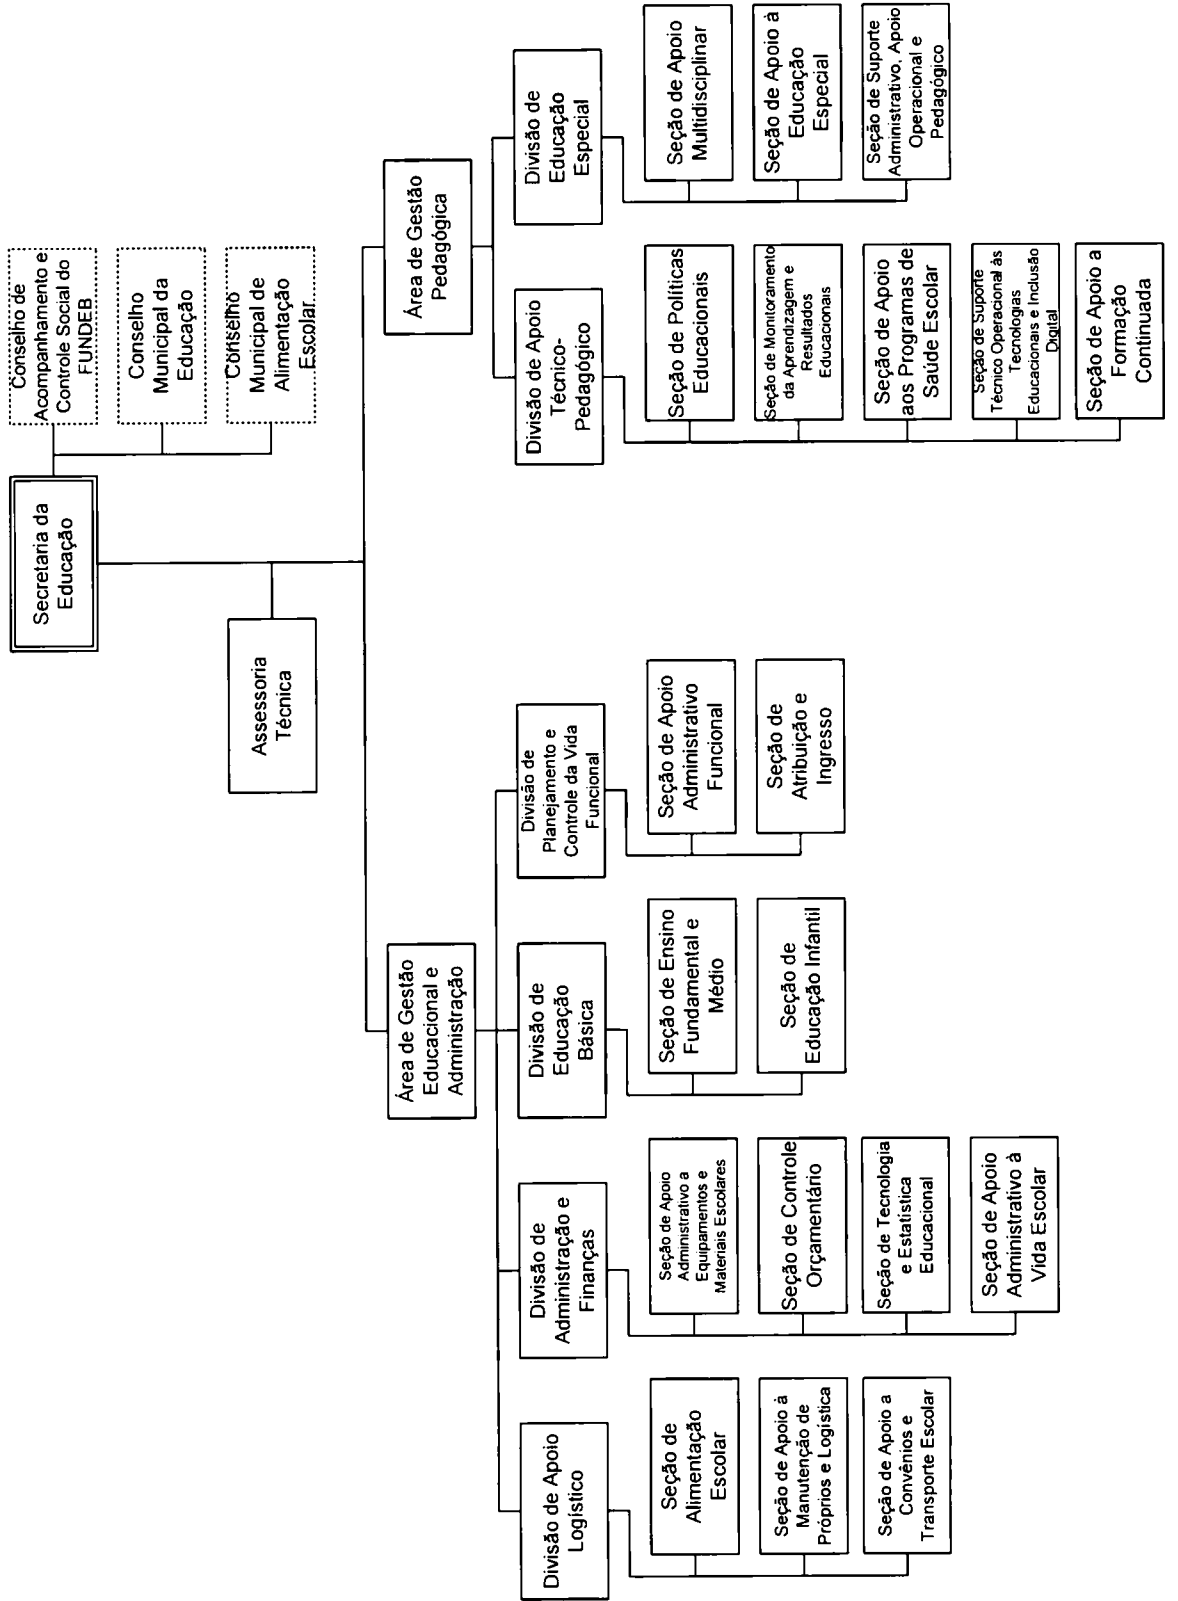 Secretaria da
Educação
Conselho de
Acompanhamento e
Controle Social do
FUNDEB
Conselho
Municipal da
Educação
Conselho
Municipal de
Alimentação
Escolar
Assessoria
Técnica
Área de Gestão
Educacional e
Administração
Área de Gestão
Pedagógica
Divisão de Apoio
Logístico
Divisão de
Administração e
Finanças
Divisão de
Educação
Básica
Divisão de
Planejamento e
Controle da Vida
Funcional
Divisão de Apoio
Técnico-
Pedagógico
Divisão de
Educação
Especial
Seção de
Alimentação
Escolar
Seção de Apoio à
Manutenção de
Próprios e Logística
Seção de Apoio a
Convênios e
Transporte Escolar
Seção de Apoio
Administrativo a
Equipamentos e
Materiais Escolares
Seção de Controle
Orçamentário
Seção de Tecnologia
e Estatística
Educacional
Seção de Apoio
Administrativo à
Vida Escolar
Seção de Ensino
Fundamental e
Médio
Seção de
Educação Infantil
Seção de Apoio
Administrativo
Funcional
Seção de
Atribuição e
Ingresso
Seção de Políticas
Educacionais
Seção de Monitoramento
da Aprendizagem e
Resultados
Educacionais
Seção de Apoio
aos Programas de
Saúde Escolar
Seção de Suporte
Técnico Operacional às
Tecnologias
Educacionais e Inclusão
Digital
Seção de Apoio a
Formação
Continuada
Seção de Apoio
Multidisciplinar
Seção de Apoio à
Educação
Especial
Seção de Suporte
Administrativo, Apoio
Operacional e
Pedagógico